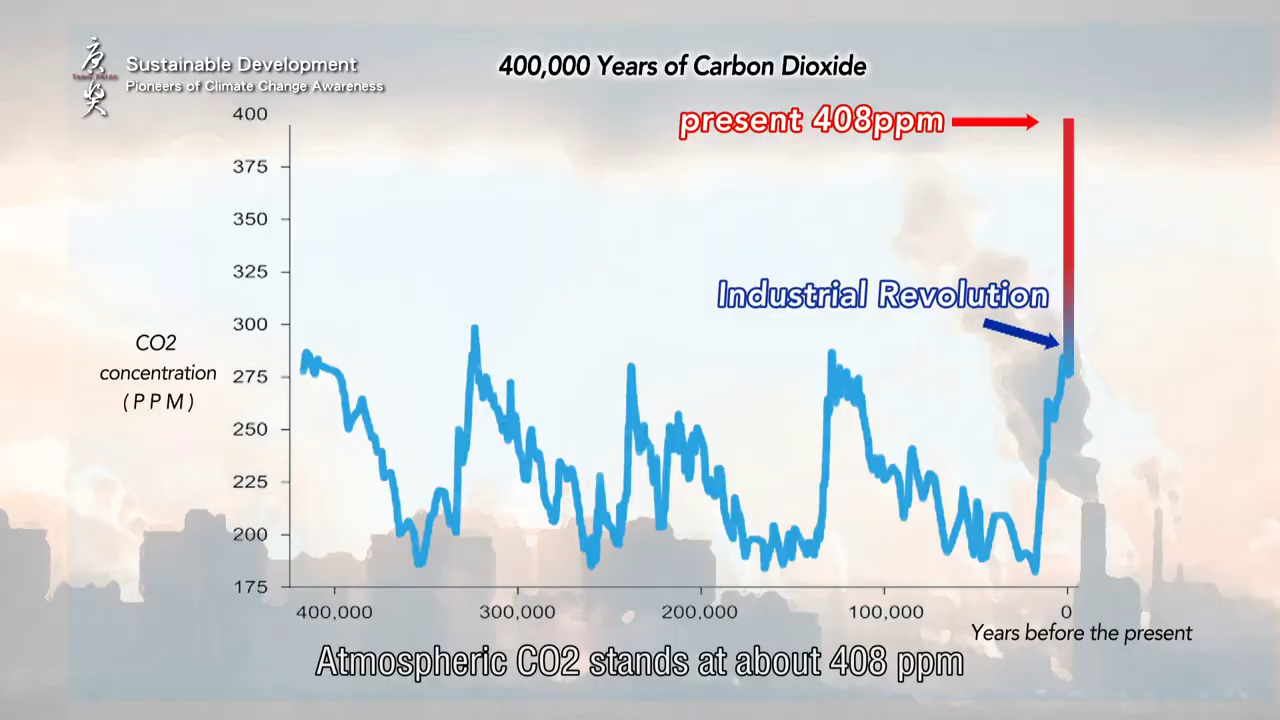 Sustainable Development
Pioneers of Climate Change Awareness
400,000 Years of Carbon Dioxide
present 408ppm
Industrial Revolution
CO2
concentration
(PPM)
400
375
350
325
300
275
250
225
200
175
400,000
300,000
200,000
100,000
0
Years before the present
Atmospheric CO2 stands at about 408 ppm